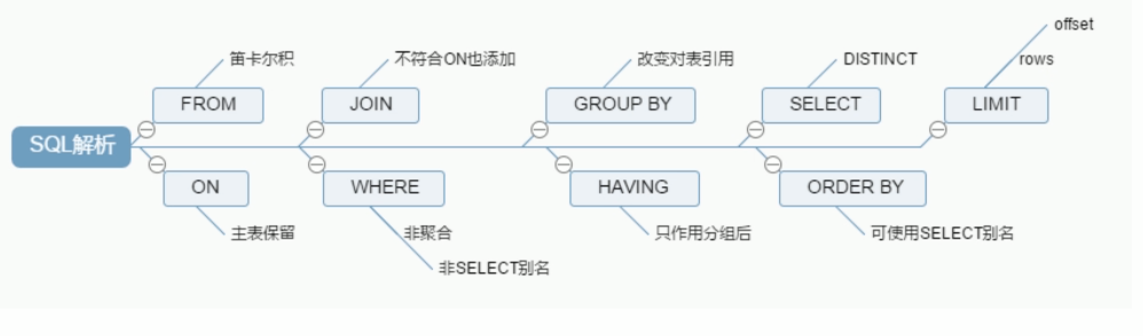 SQL解析
FROM
笛卡尔积
ON
主表保留
JOIN
不符合ON也添加
WHERE
非聚合
非SELECT别名
GROUP BY
改变对表引用
HAVING
只作用分组后
SELECT
DISTINCT
ORDER BY
可使用SELECT别名
LIMIT
offset
rows